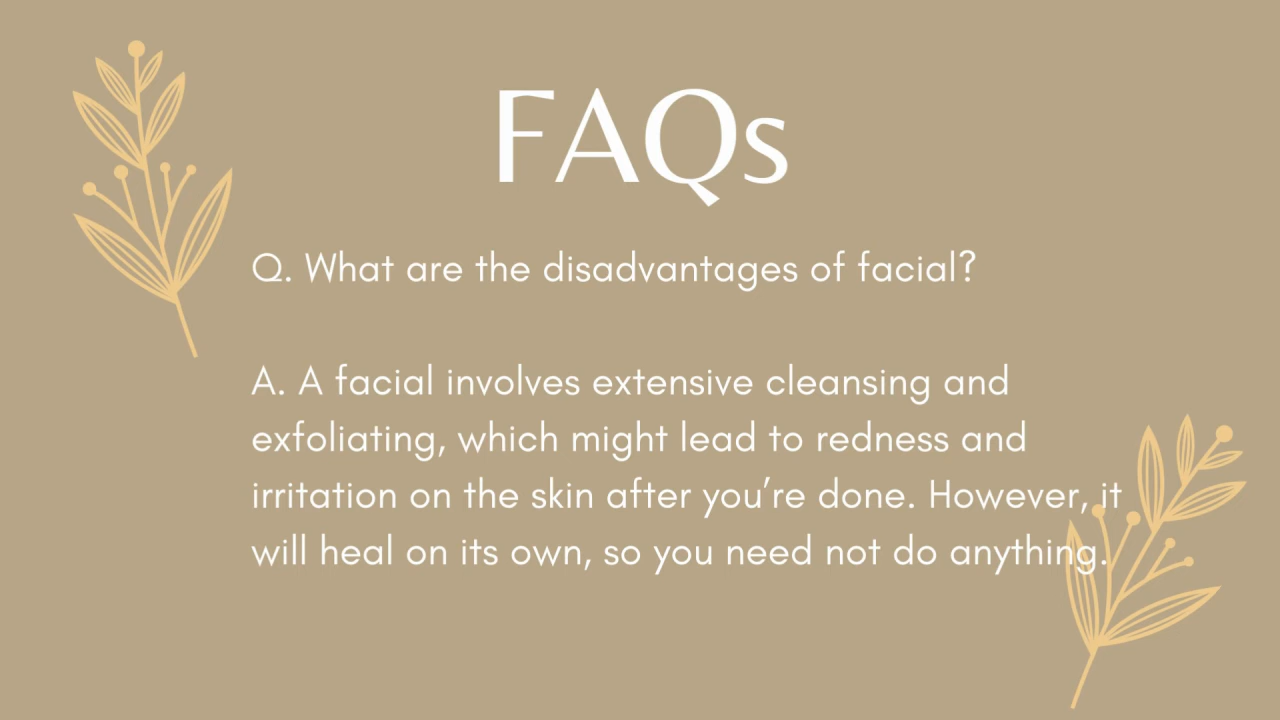 FAQs
Q. What are the disadvantages of facial?
A. A facial involves extensive cleansing and
exfoliating, which might lead to redness and
irritation on the skin after you’re done. However, it
will heal on its own, so you need not do anything.